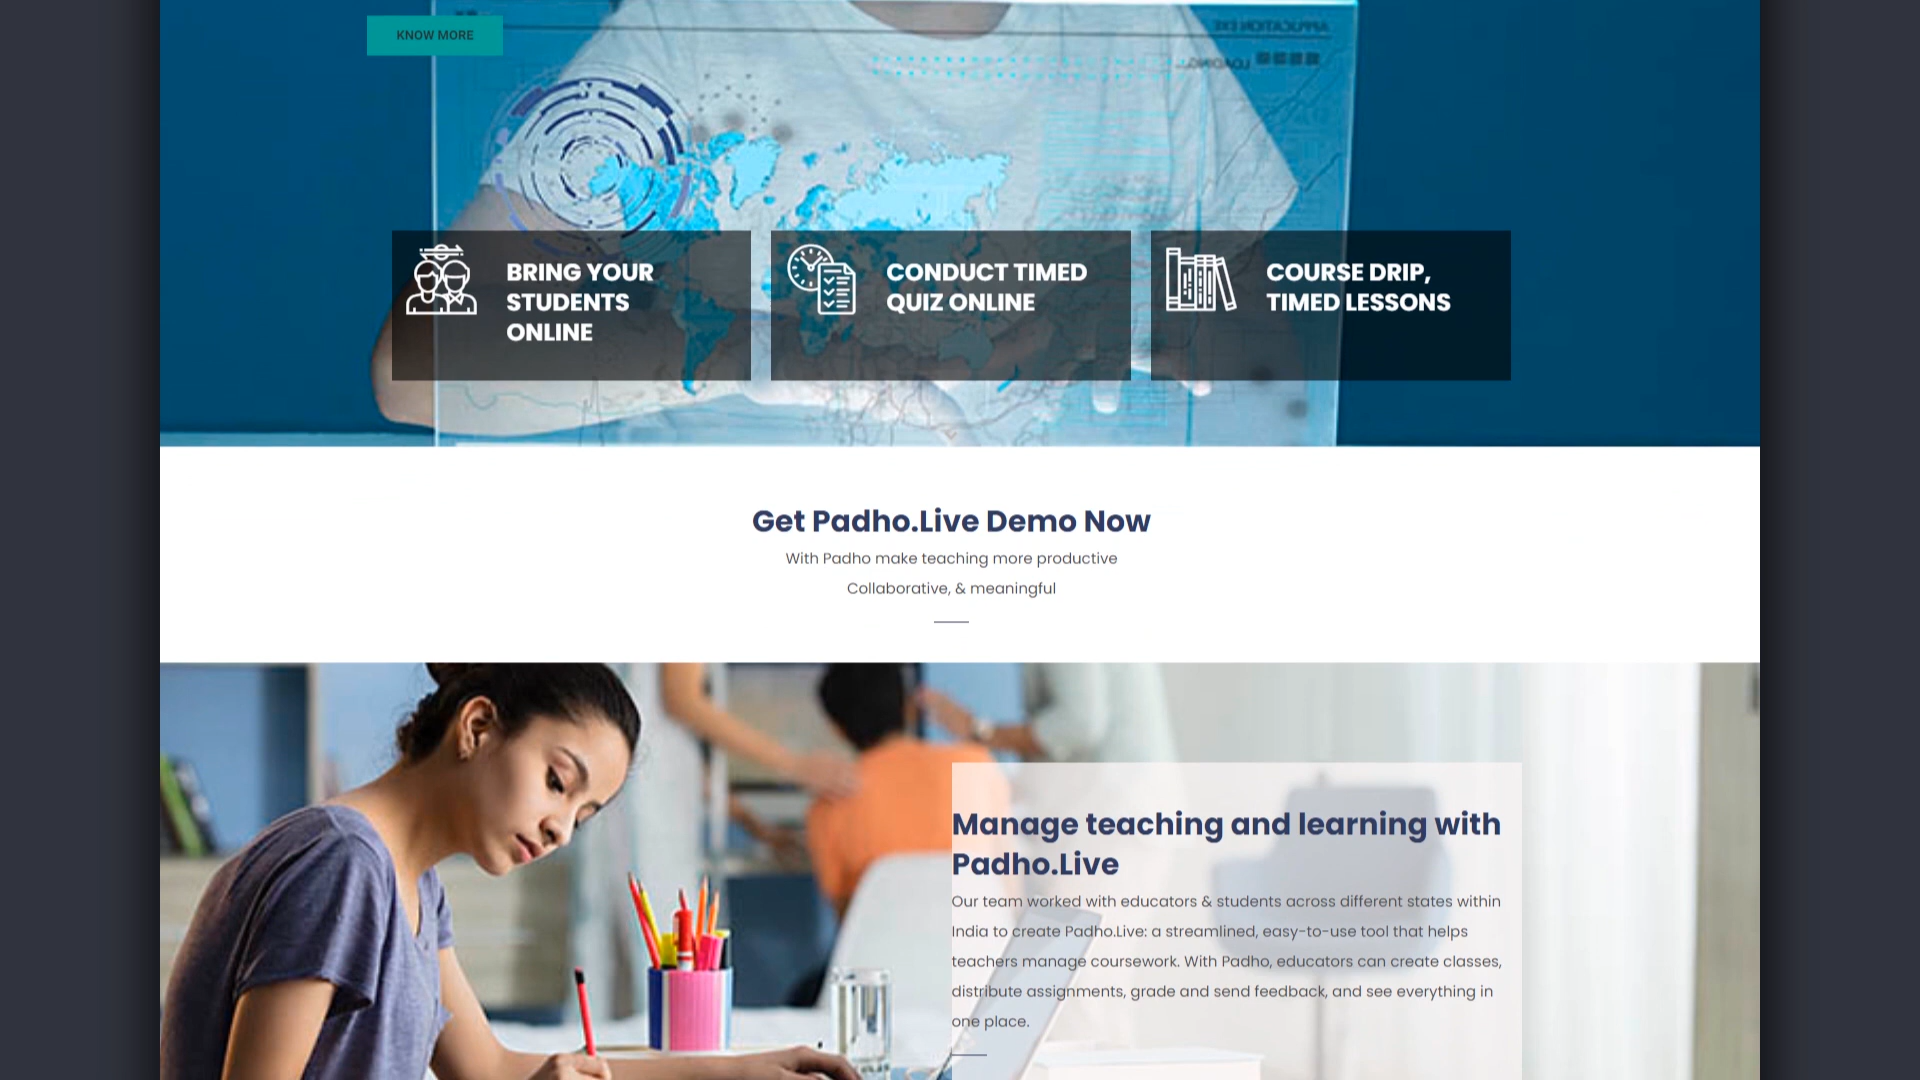 KNOW MORE
BRING YOUR
STUDENTS
ONLINE
CONDUCT TIMED
QUIZ ONLINE
COURSE DRIP,
TIMED LESSONS
Get Padho.Live Demo Now
With Padho make teaching more productive
Collaborative, & meaningful
Manage teaching and learning with
Padho.Live
Our team worked with educators & students across different states within
India to create Padho.Live: a streamlined, easy-to-use tool that helps
teachers manage coursework. With Padho, educators can create classes,
distribute assignments, grade and send feedback, and see everything in
one place.